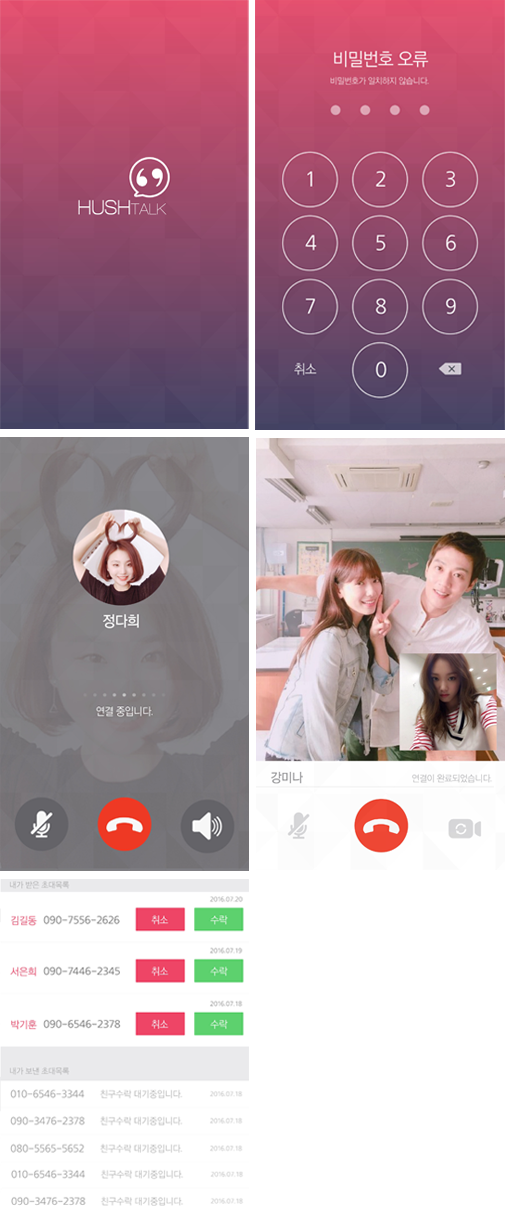 HUSHTALK
비밀번호 오류
비밀번호가 일치하지 않습니다.
1 2 3
4 5 6
7 8 9
취소 0
정다희
연결 중입니다.
강미나 연결이 완료되었습니다.
내가 받은 초대목록
2016.07.20
김길동 090-7556-2626 취소 수락
2016.07.19
서은희 090-7446-2345 취소 수락
2016.07.18
박기훈 090-6546-2378 취소 수락
내가 보낸 초대목록
010-6546-3344 친구수락 대기중입니다. 2016.07.18
090-3476-2378 친구수락 대기중입니다. 2016.07.18
080-5565-5652 친구수락 대기중입니다. 2016.07.18
010-6546-3344 친구수락 대기중입니다. 2016.07.18
090-3476-2378 친구수락 대기중입니다. 2016.07.18